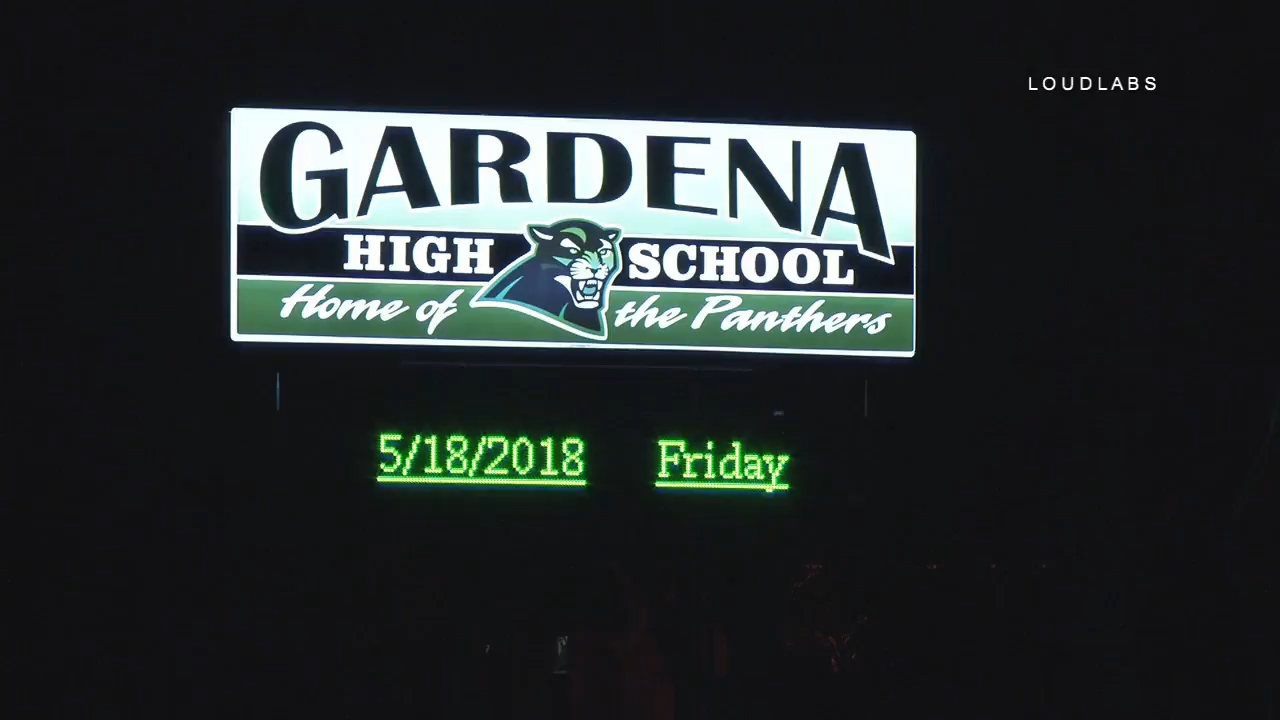 LOUDLABS
GARDENA
HIGH SCHOOL
Home of the Panthers
5/18/2018 Friday